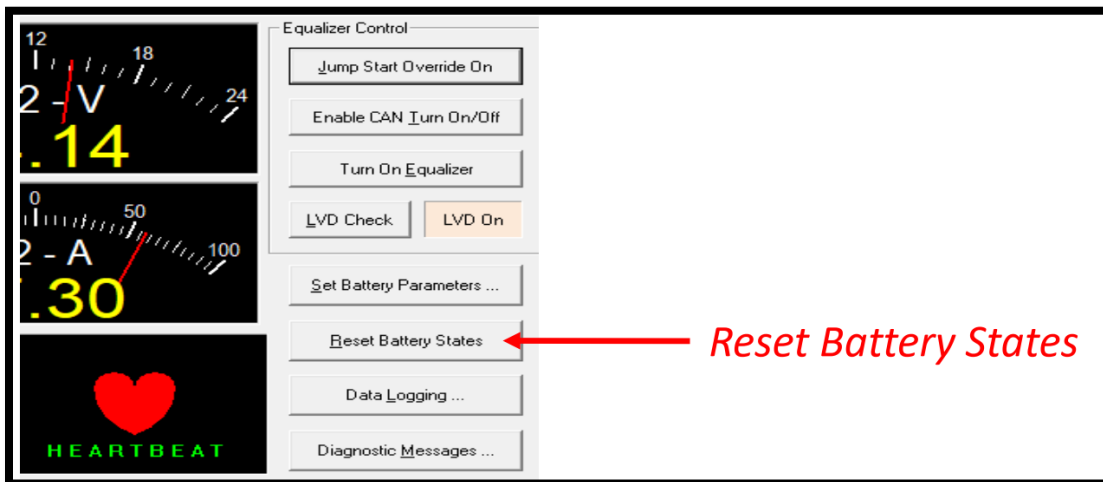 12
18
24
2 - V
.14
0
50
100
2 - A
.30
HEARTBEAT
Equalizer Control
Jump Start Override On
Enable CAN Turn On/Off
Turn On Equalizer
LVD Check
LVD On
Set Battery Parameters ...
Reset Battery States
Data Logging ...
Diagnostic Messages ...
Reset Battery States